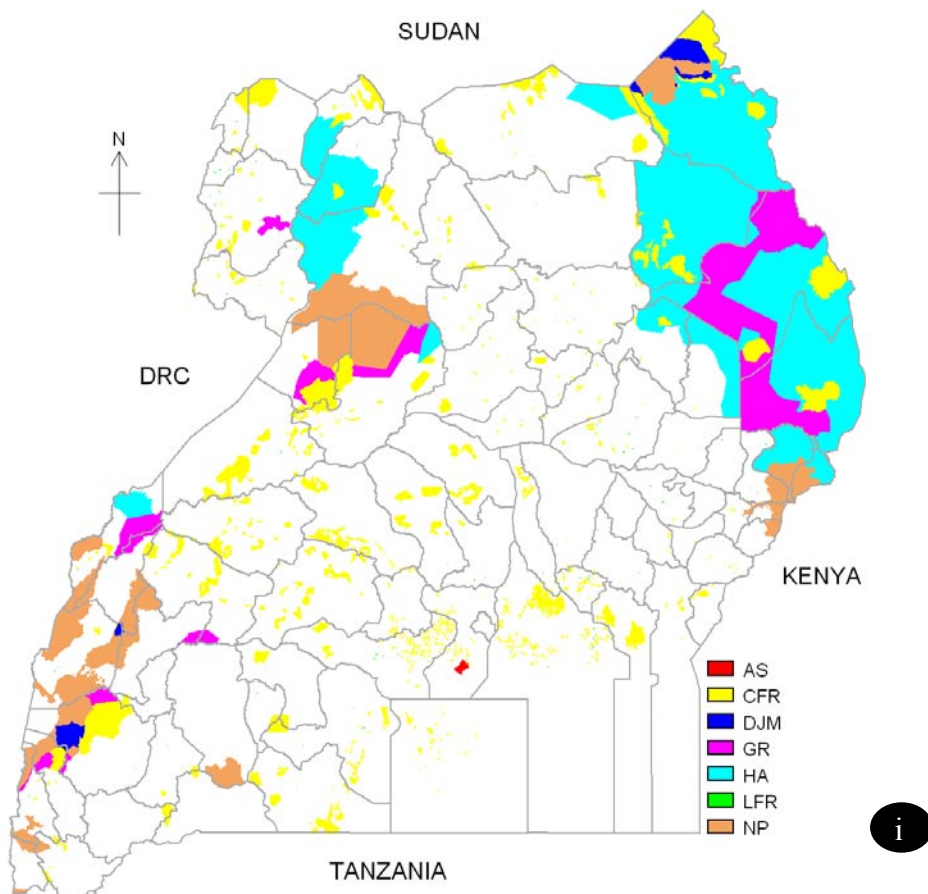 SUDAN
N
DRC
KENYA
AS
CFR
DJM
GR
HA
LFR
NP
i
TANZANIA